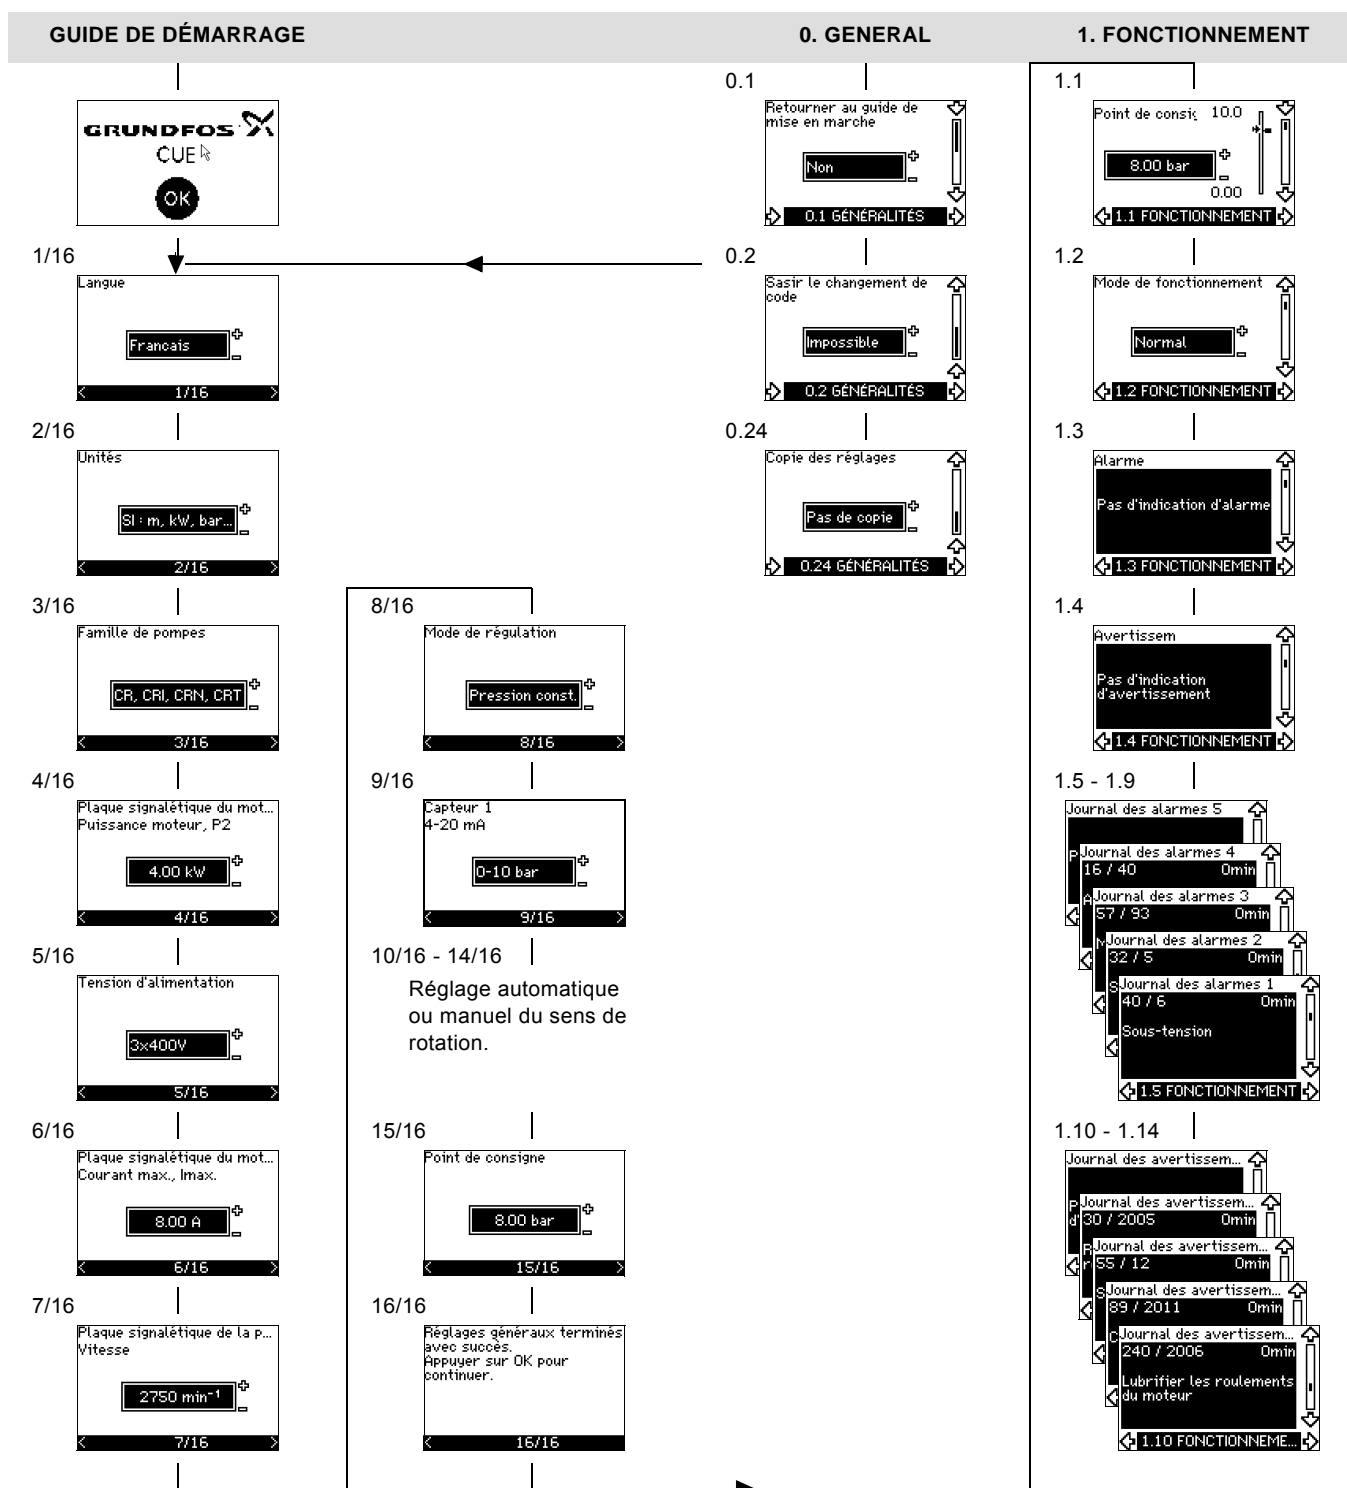 GUIDE DE DÉMARRAGE
0. GENERAL
1. FONCTIONNEMENT
GRUNDFOS
CUE
OK
1/16
Langue
Francais
1/16
2/16
Unités
SI : m, kW, bar...
2/16
3/16
Famille de pompes
CR, CRI, CRN, CRT
3/16
4/16
Plaque signalétique du mot...
Puissance moteur, P2
4.00 kW
4/16
5/16
Tension d'alimentation
3x400V
5/16
6/16
Plaque signalétique du mot...
Courant max., Imax.
8.00 A
6/16
7/16
Plaque signalétique de la p...
Vitesse
2750 min⁻¹
7/16
8/16
Mode de régulation
Pression const.
8/16
9/16
Capteur 1
4-20 mA
0-10 bar
9/16
10/16 - 14/16
Réglage automatique
ou manuel du sens de
rotation.
15/16
Point de consigne
8.00 bar
15/16
16/16
Réglages généraux terminés
avec succès.
Appuyer sur OK pour
continuer.
16/16
0.1
Retourner au guide de
mise en marche
Non
0.1 GÉNÉRALITÉS
0.2
Sasir le changement de
code
Impossible
0.2 GÉNÉRALITÉS
0.24
Copie des réglages
Pas de copie
0.24 GÉNÉRALITÉS
1.1
Point de consig 10.0
8.00 bar
0.00
1.1 FONCTIONNEMENT
1.2
Mode de fonctionnement
Normal
1.2 FONCTIONNEMENT
1.3
Alarme
Pas d'indication d'alarme
1.3 FONCTIONNEMENT
1.4
Avertissem
Pas d'indication
d'avertissement
1.4 FONCTIONNEMENT
1.5 - 1.9
Journal des alarmes 5
P
Journal des alarmes 4
16 / 40 0min
A
Journal des alarmes 3
57 / 93 0min
M
Journal des alarmes 2
32 / 5 0min
S
Journal des alarmes 1
40 / 6 0min
Sous-tension
1.5 FONCTIONNEMENT
1.10 - 1.14
Journal des avertissem...
P
d'
Journal des avertissem...
30 / 2005 0min
R
r
Journal des avertissem...
55 / 12 0min
S
Journal des avertissem...
89 / 2011 0min
C
Journal des avertissem...
240 / 2006 0min
Lubrifier les roulements
du moteur
1.10 FONCTIONNEME...